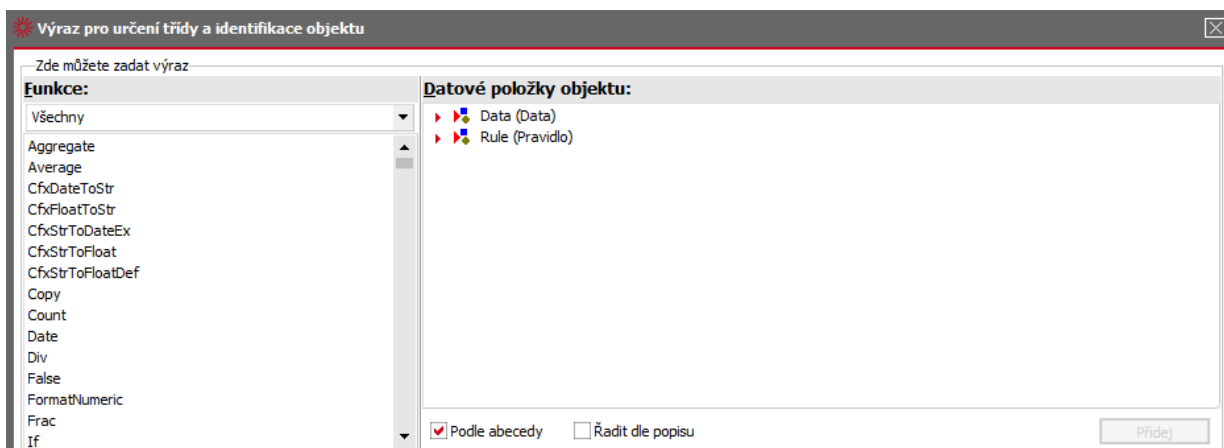 Výraz pro určení třídy a identifikace objektu
Zde můžete zadat výraz
Funkce:
Všechny
Aggregate
Average
CfxDateToStr
CfxFloatToStr
CfxStrToDateEx
CfxStrToFloat
CfxStrToFloatDef
Copy
Count
Date
Div
False
FormatNumeric
Frac
If
Datové položky objektu:
Data (Data)
Rule (Pravidlo)
Podle abecedy
Řadit dle popisu
Přidej